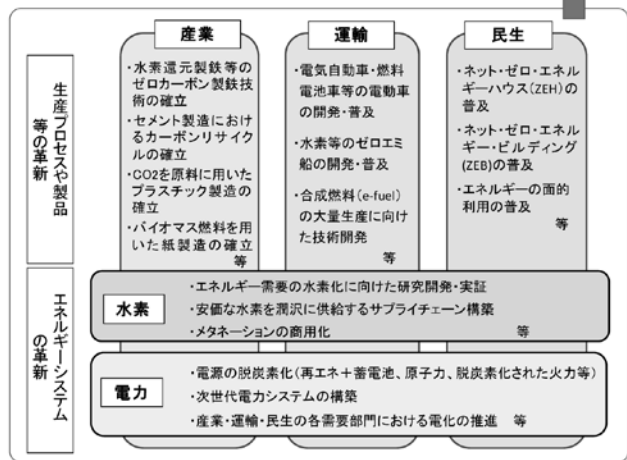 産業
運輸
民生
生産プロセスや製品
等の革新
・水素還元製鉄等の
ゼロカーボン製鉄技
術の確立
・セメント製造におけ
るカーボンリサイク
ルの確立
・CO2を原料に用いた
プラスチック製造の
確立
・バイオマス燃料を用
いた紙製造の確立
等
・電気自動車・燃料
電池車等の電動車
の開発・普及
・水素等のゼロエミ
船の開発・普及
・合成燃料(e-fuel)
の大量生産に向け
た技術開発
等
・ネット・ゼロ・エネル
ギーハウス(ZEH)の
普及
・ネット・ゼロ・エネル
ギー・ビルディング
(ZEB)の普及
・エネルギーの面的
利用の普及
等
エネルギーシステム
の革新
水素
・エネルギー需要の水素化に向けた研究開発・実証
・安価な水素を潤沢に供給するサプライチェーン構築
・メタネーションの商用化 等
電力
・電源の脱炭素化(再エネ＋蓄電池、原子力、脱炭素化された火力等)
・次世代電力システムの構築
・産業・運輸・民生の各需要部門における電化の推進 等